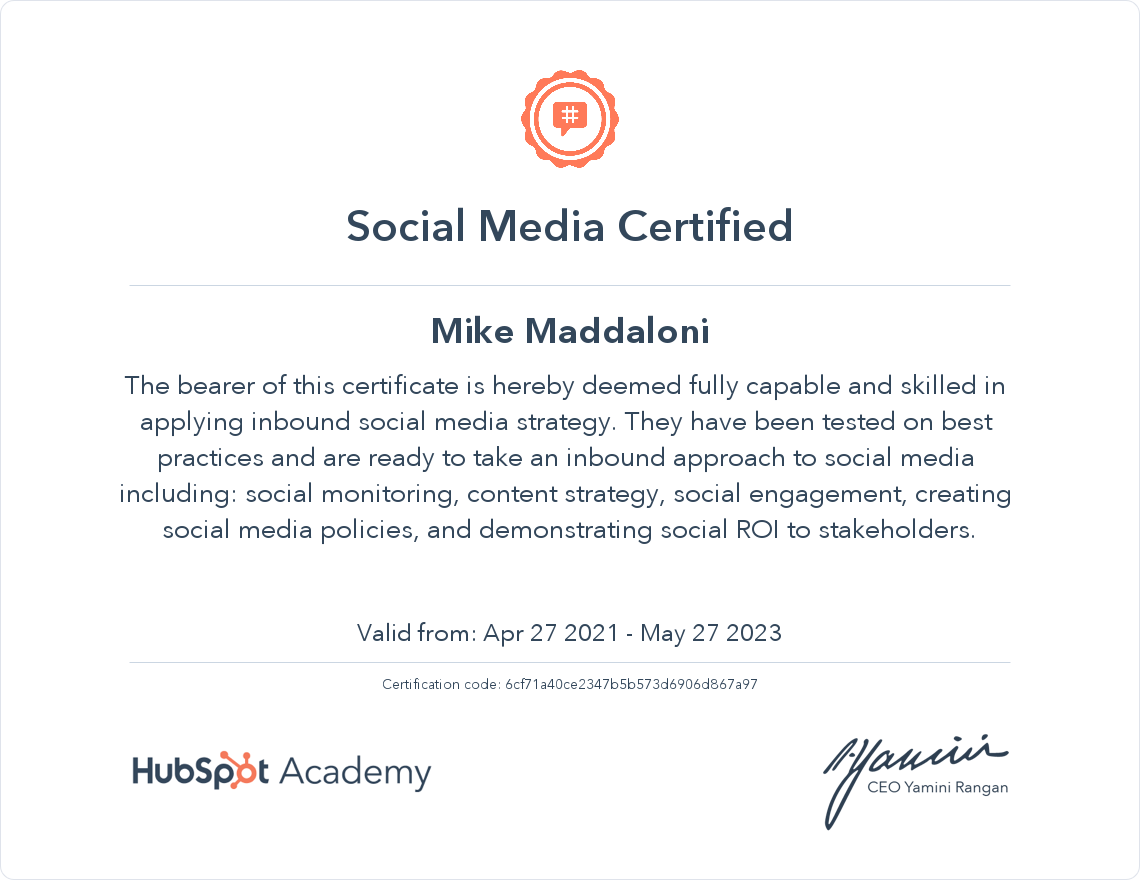 #
Social Media Certified
Mike Maddaloni
The bearer of this certificate is hereby deemed fully capable and skilled in
applying inbound social media strategy. They have been tested on best
practices and are ready to take an inbound approach to social media
including: social monitoring, content strategy, social engagement, creating
social media policies, and demonstrating social ROI to stakeholders.
Valid from: Apr 27 2021 - May 27 2023
Certification code: 6cf71a40ce2347b5b573d6906d867a97
HubSpot Academy
Yamini
CEO Yamini Rangan